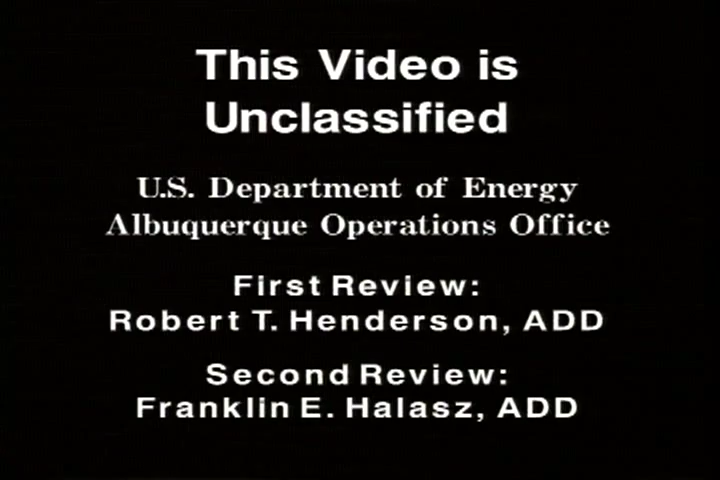 This Video is
Unclassified
U.S. Department of Energy
Albuquerque Operations Office
First Review:
Robert T. Henderson, ADD
Second Review:
Franklin E. Halasz, ADD